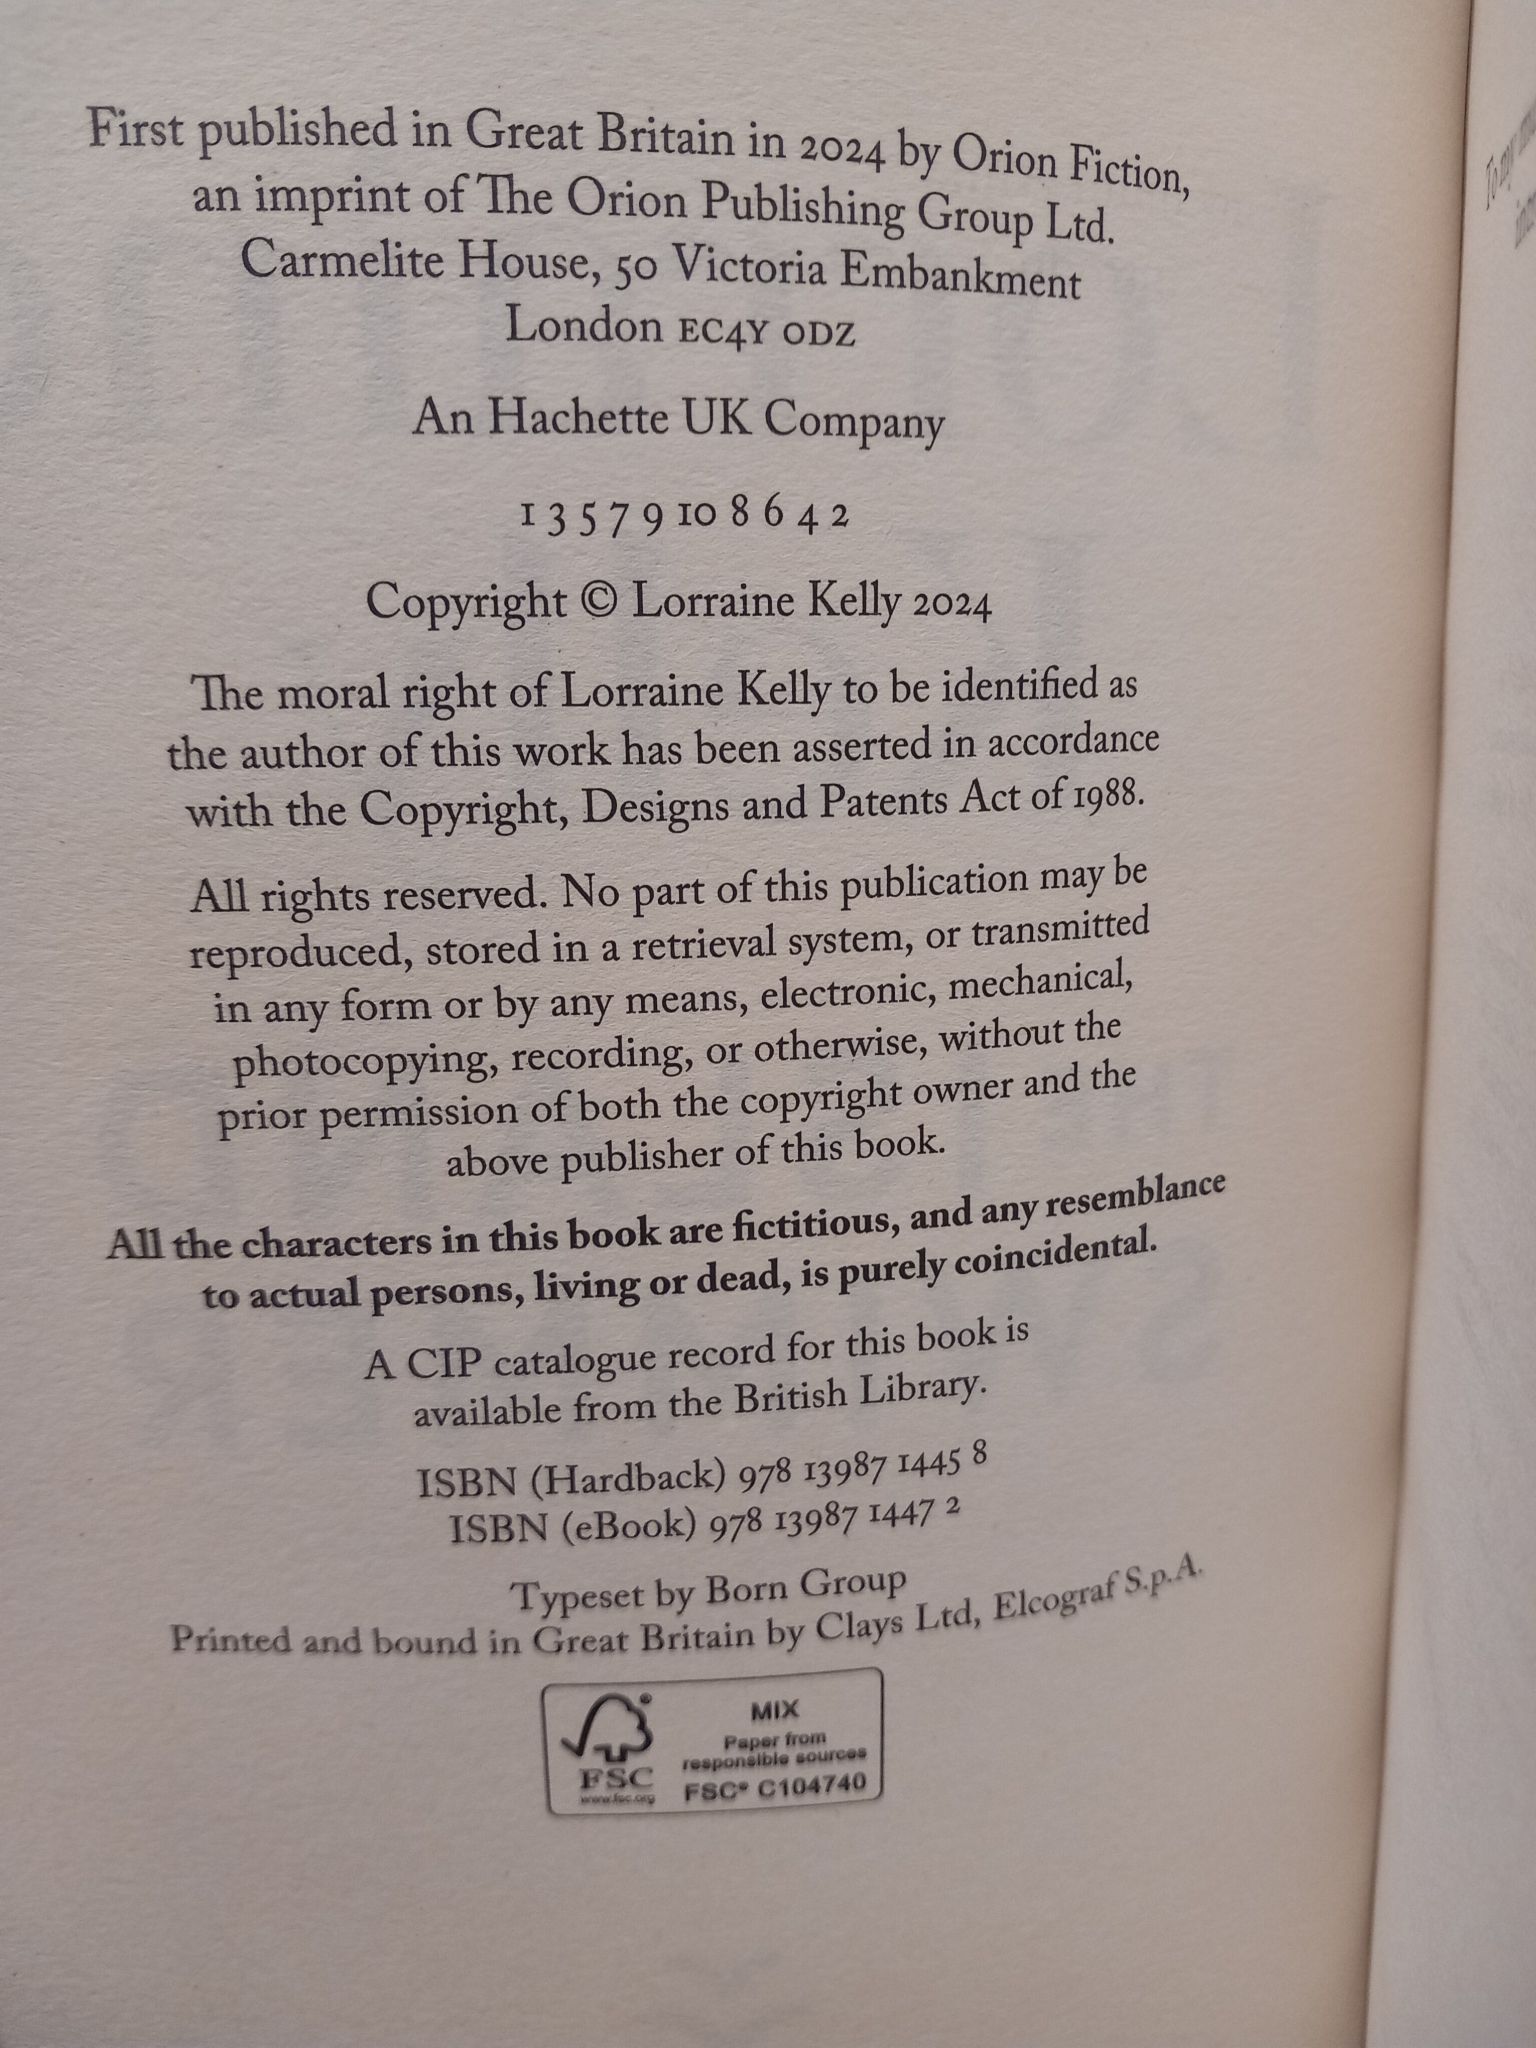 First published in Great Britain in 2024 by Orion Fiction,
an imprint of The Orion Publishing Group Ltd.
Carmelite House, 50 Victoria Embankment
London EC4Y 0DZ
An Hachette UK Company
1 3 5 7 9 10 8 6 4 2
Copyright © Lorraine Kelly 2024
The moral right of Lorraine Kelly to be identified as
the author of this work has been asserted in accordance
with the Copyright, Designs and Patents Act of 1988.
All rights reserved. No part of this publication may be
reproduced, stored in a retrieval system, or transmitted
in any form or by any means, electronic, mechanical,
photocopying, recording, or otherwise, without the
prior permission of both the copyright owner and the
above publisher of this book.
All the characters in this book are fictitious, and any resemblance
to actual persons, living or dead, is purely coincidental.
A CIP catalogue record for this book is
available from the British Library.
ISBN (Hardback) 978 13987 1445 8
ISBN (eBook) 978 13987 1447 2
Typeset by Born Group
Printed and bound in Great Britain by Clays Ltd, Elcograf S.p.A.
FSC
www.fsc.org
MIX
Paper from
responsible sources
FSC® C104740
To my